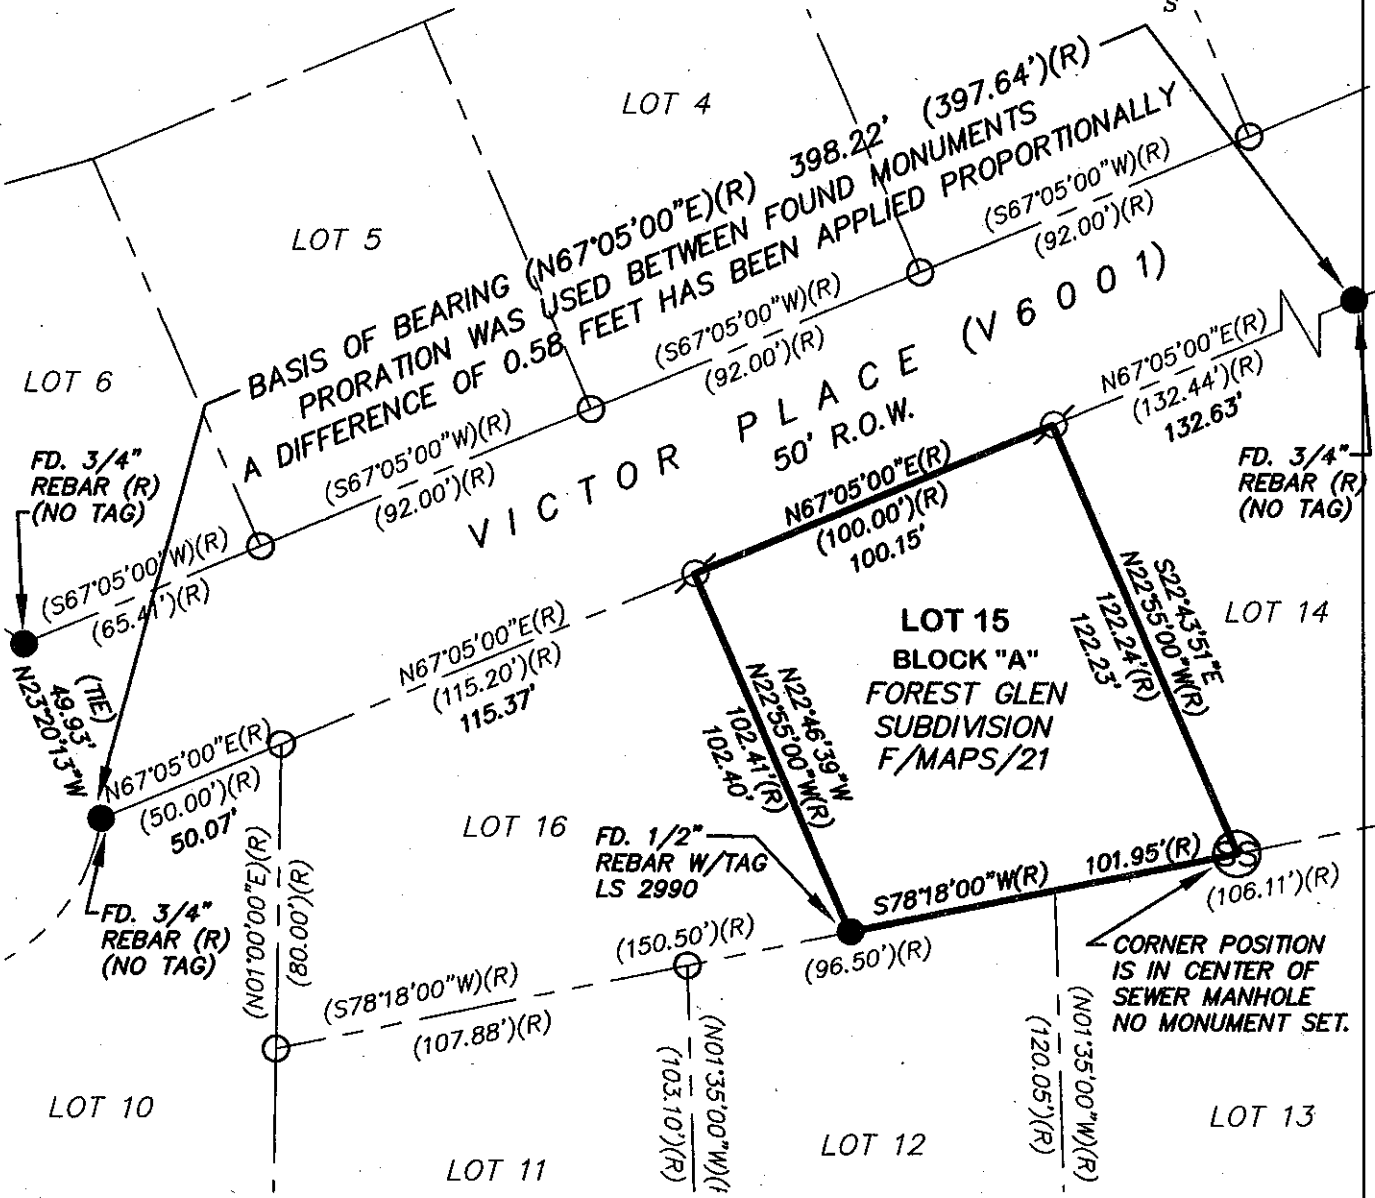 S
LOT 4
BASIS OF BEARING (N67°05'00"E)(R) 398.22' (397.64')(R)
PRORATION WAS USED BETWEEN FOUND MONUMENTS
A DIFFERENCE OF 0.58 FEET HAS BEEN APPLIED PROPORTIONALLY
LOT 5
LOT 6
(S67°05'00"W)(R)
(92.00')(R)
(S67°05'00"W)(R)
(92.00')(R)
(S67°05'00"W)(R)
(92.00')(R)
(S67°05'00"W)(R)
(65.41')(R)
VICTOR PLACE (V6001)
50' R.O.W.
FD. 3/4"
REBAR (R)
(NO TAG)
N67°05'00"E(R)
(132.44')(R)
132.63'
FD. 3/4"
REBAR (R)
(NO TAG)
N67°05'00"E(R)
(100.00')(R)
100.15'
N67°05'00"E(R)
(115.20')(R)
115.37'
(TIE)
49.93'
N23°20'13"W
N67°05'00"E(R)
(50.00')(R)
50.07'
LOT 15
BLOCK "A"
FOREST GLEN
SUBDIVISION
F/MAPS/21
S22°43'51"E
N22°55'00"W(R)
122.24'(R)
122.23'
LOT 14
N22°46'39"W
N22°55'00"W(R)
102.41'(R)
102.40'
LOT 16
FD. 1/2"
REBAR W/TAG
LS 2990
FD. 3/4"
REBAR (R)
(NO TAG)
(N01°00'00"E)(R)
(80.00')(R)
S78°18'00"W(R) 101.95'(R)
SS
(106.11')(R)
(150.50')(R)
(96.50')(R)
CORNER POSITION
IS IN CENTER OF
SEWER MANHOLE
NO MONUMENT SET.
(S78°18'00"W)(R)
(107.88')(R)
(N01°35'00"W)(
(103.10')(R)
(N01°35'00"W)(R)
(120.05')(R)
LOT 10
LOT 11
LOT 12
LOT 13